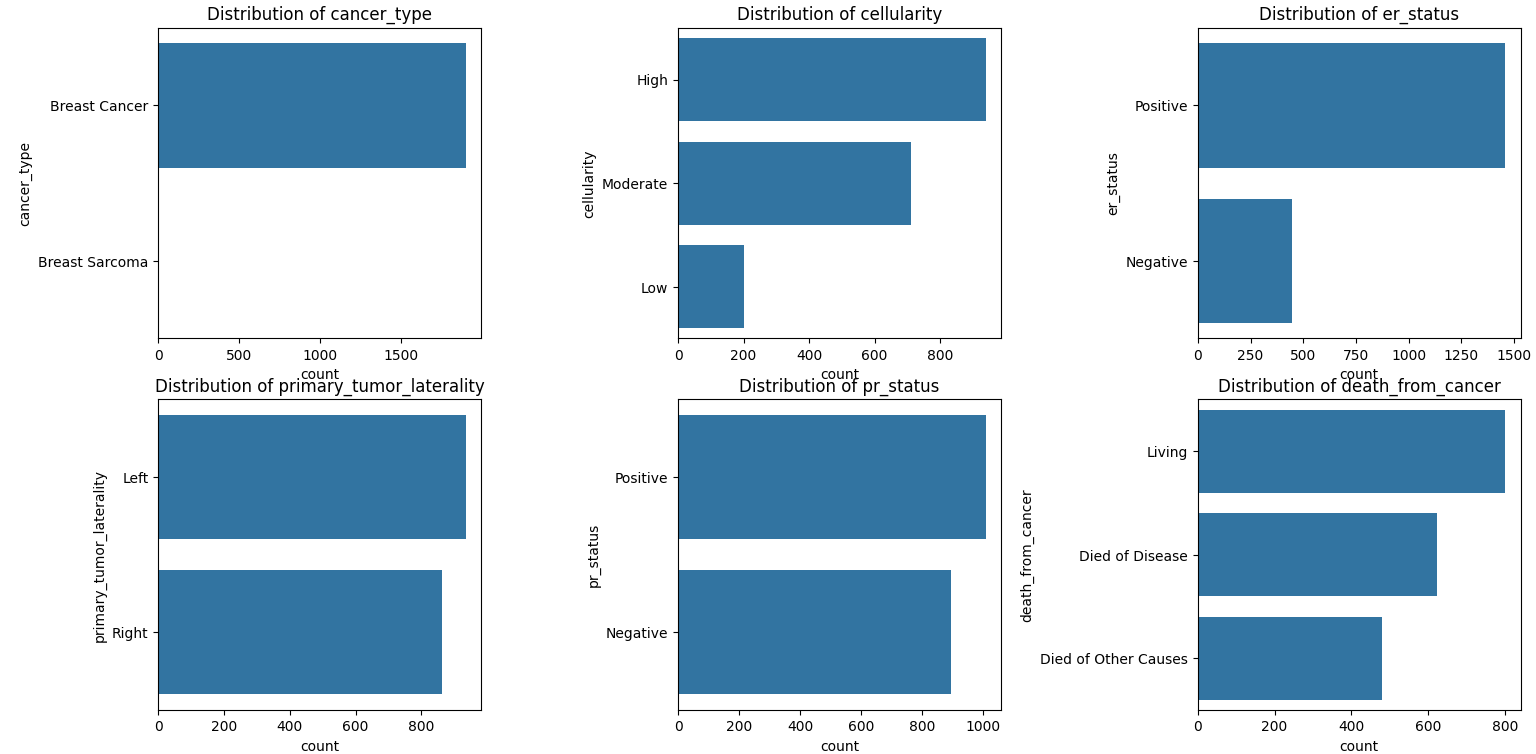 Distribution of cancer_type
cancer_type
Breast Cancer
Breast Sarcoma
0 500 1000 1500
count
Distribution of cellularity
cellularity
High
Moderate
Low
0 200 400 600 800
count
Distribution of er_status
er_status
Positive
Negative
0 250 500 750 1000 1250 1500
count
Distribution of primary_tumor_laterality
primary_tumor_laterality
Left
Right
0 200 400 600 800
count
Distribution of pr_status
pr_status
Positive
Negative
0 200 400 600 800 1000
count
Distribution of death_from_cancer
death_from_cancer
Living
Died of Disease
Died of Other Causes
0 200 400 600 800
count